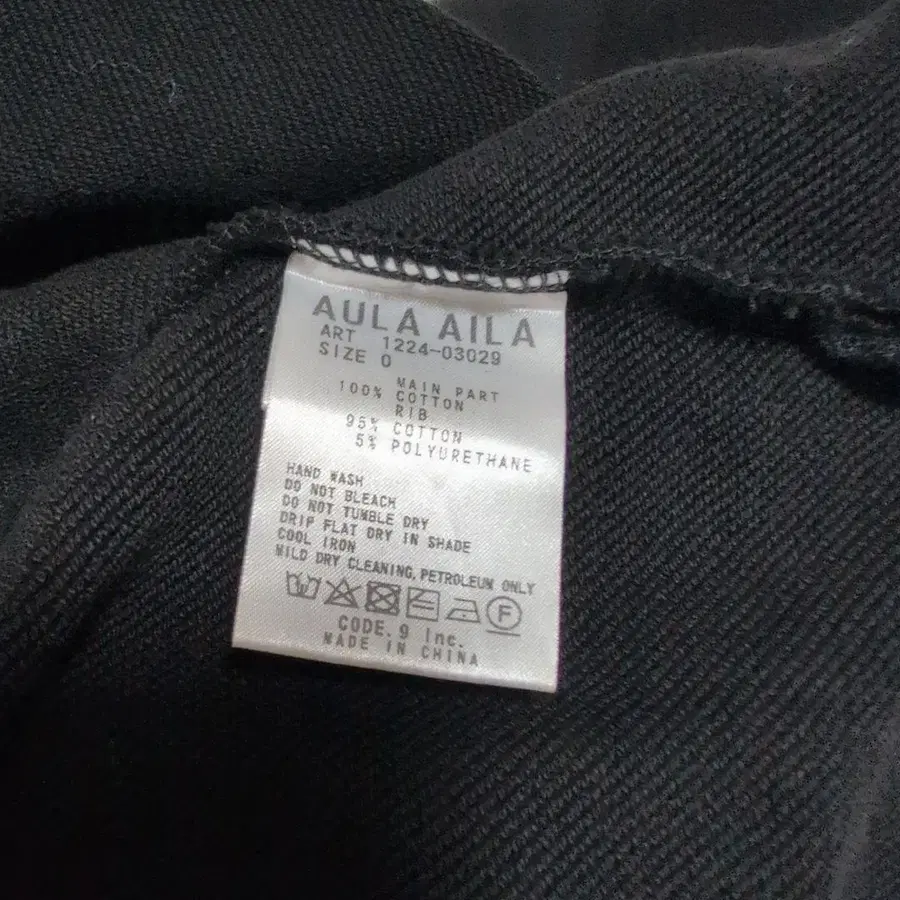 AULA AILA
ART 1224-03029
SIZE 0
MAIN PART
100% COTTON
RIB
95% COTTON
5% POLYURETHANE
HAND WASH
DO NOT BLEACH
DO NOT TUMBLE DRY
DRIP FLAT DRY IN SHADE
COOL IRON
MILD DRY CLEANING, PETROLEUM ONLY
F
CODE. 9 Inc.
MADE IN CHINA